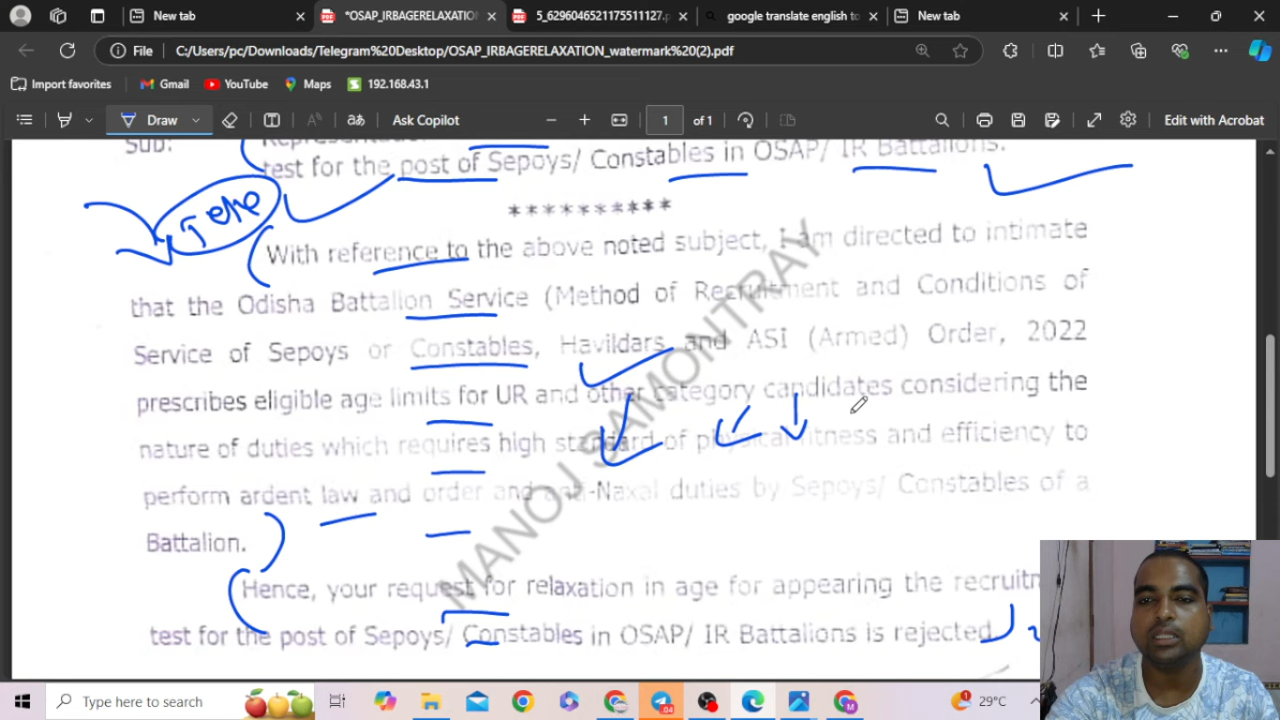 New tab
*OSAP_IRBAGERELAXATION
5_6296046521175511127.p
google translate english to
New tab
File
C:/Users/pc/Downloads/Telegram%20Desktop/OSAP_IRBAGERELAXATION_watermark%20(2).pdf
Import favorites
Gmail
YouTube
Maps
192.168.43.1
Draw
Ask Copilot
1
of 1
Edit with Acrobat
Sub:
test for the post of Sepoys/ Constables in OSAP/ IR Battalions.
**********
With reference to the above noted subject, I am directed to intimate
that the Odisha Battalion Service (Method of Recruitment and Conditions of
Service of Sepoys or Constables, Havildars and ASI (Armed) Order, 2022
prescribes eligible age limits for UR and other category candidates considering the
nature of duties which requires high standard of physical fitness and efficiency to
perform ardent law and order and anti-Naxal duties by Sepoys/ Constables of a
Battalion.
Hence, your request for relaxation in age for appearing the recruitm
test for the post of Sepoys/ Constables in OSAP/ IR Battalions is rejected
MANOJ SAMONTRAY
Type here to search
04
M
1
29°C